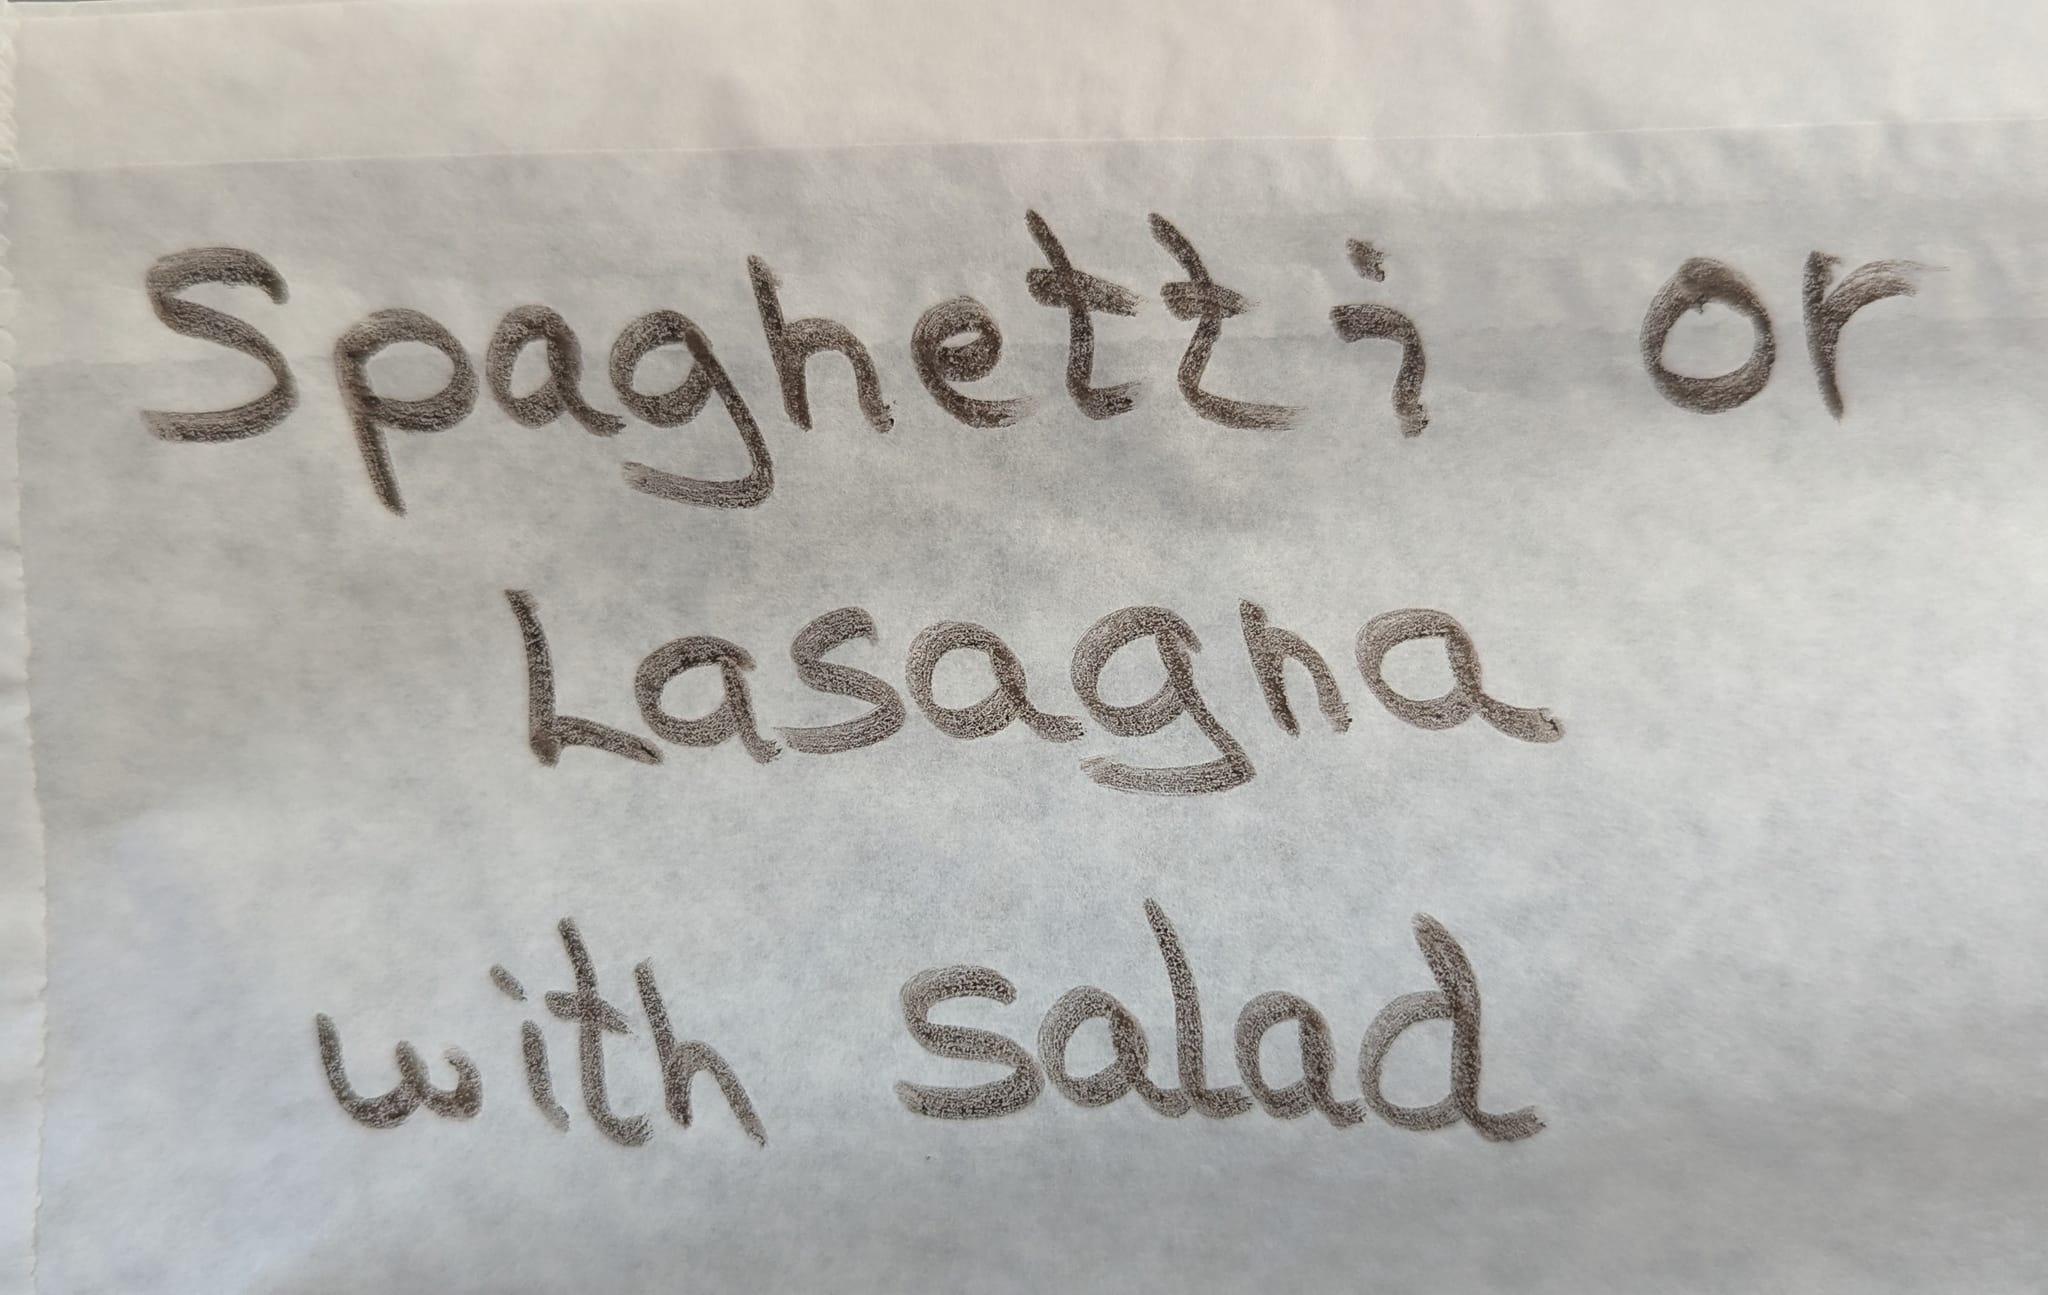 Spaghetti or
Lasagna
with salad